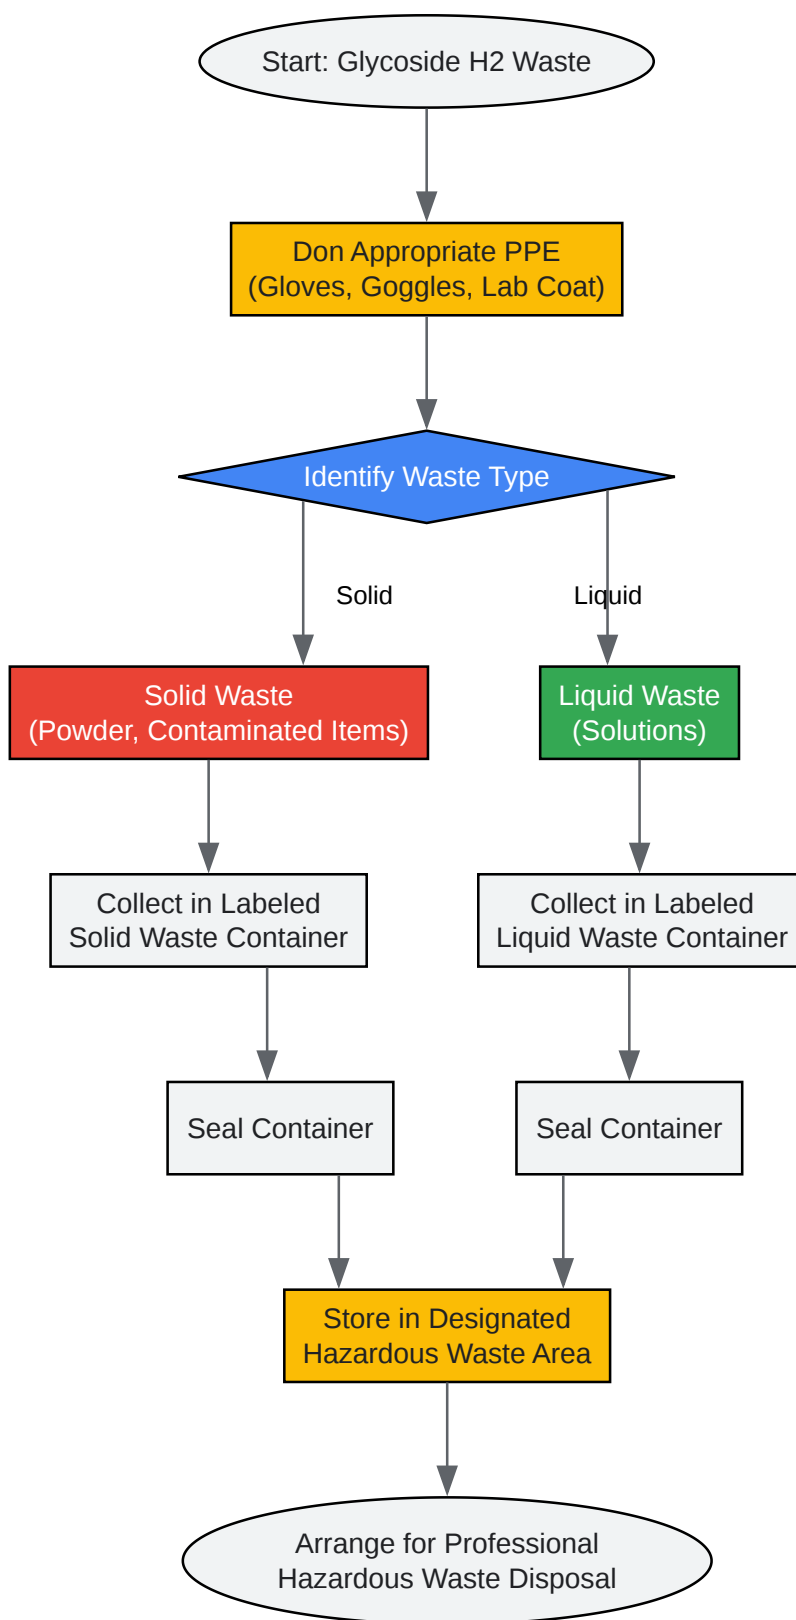 Start: Glycoside H2 Waste
Don Appropriate PPE
(Gloves, Goggles, Lab Coat)
Identify Waste Type
Solid
Liquid
Solid Waste
(Powder, Contaminated Items)
Liquid Waste
(Solutions)
Collect in Labeled
Solid Waste Container
Collect in Labeled
Liquid Waste Container
Seal Container
Seal Container
Store in Designated
Hazardous Waste Area
Arrange for Professional
Hazardous Waste Disposal